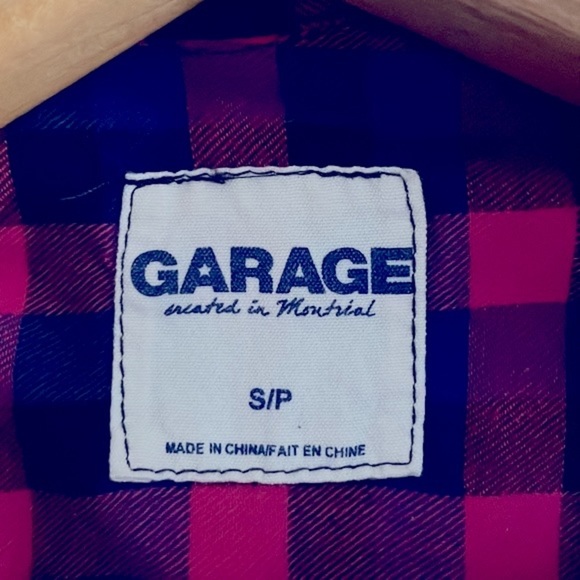 GARAGE
created in Montréal
S/P
MADE IN CHINA/FAIT EN CHINE